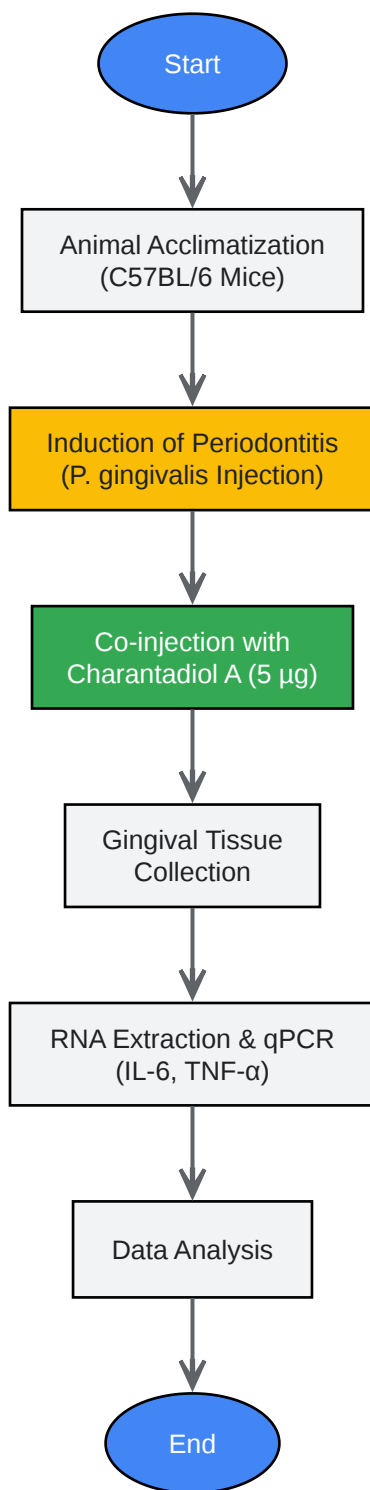 Start
Animal Acclimatization
(C57BL/6 Mice)
Induction of Periodontitis
(P. gingivalis Injection)
Co-injection with
Charantadiol A (5 µg)
Gingival Tissue
Collection
RNA Extraction & qPCR
(IL-6, TNF-α)
Data Analysis
End